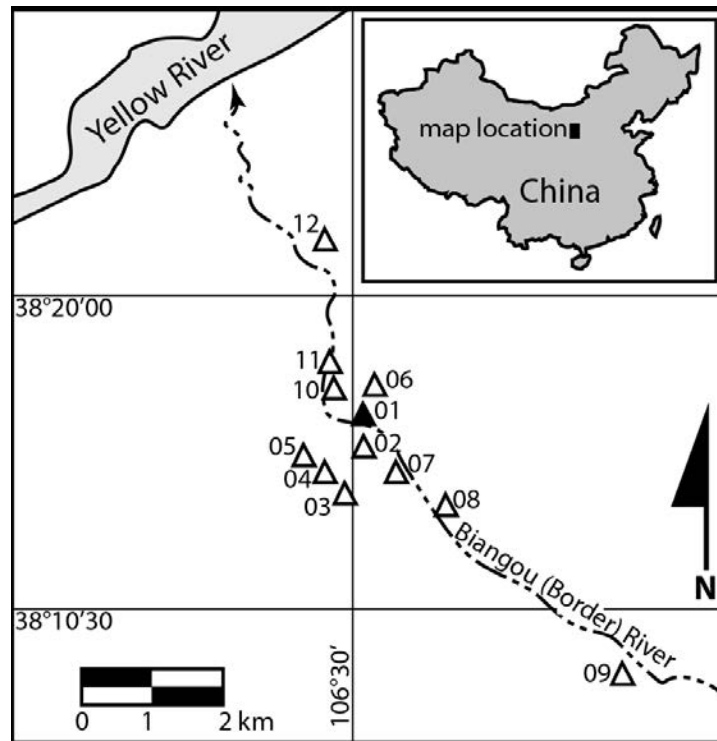 Yellow River
map location
China
12
38°20′00
11
10
06
01
02
05
04
07
03
08
Biangou (Border) River
N
38°10′30
106°30′
09
0 1 2 km